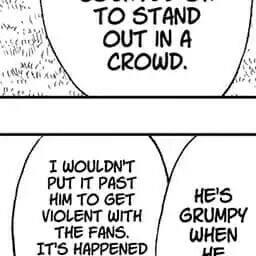 TO STAND
OUT IN A
CROWD.
HE'S
GRUMPY
WHEN
HE
I WOULDN'T
PUT IT PAST
HIM TO GET
VIOLENT WITH
THE FANS.
IT'S HAPPENED